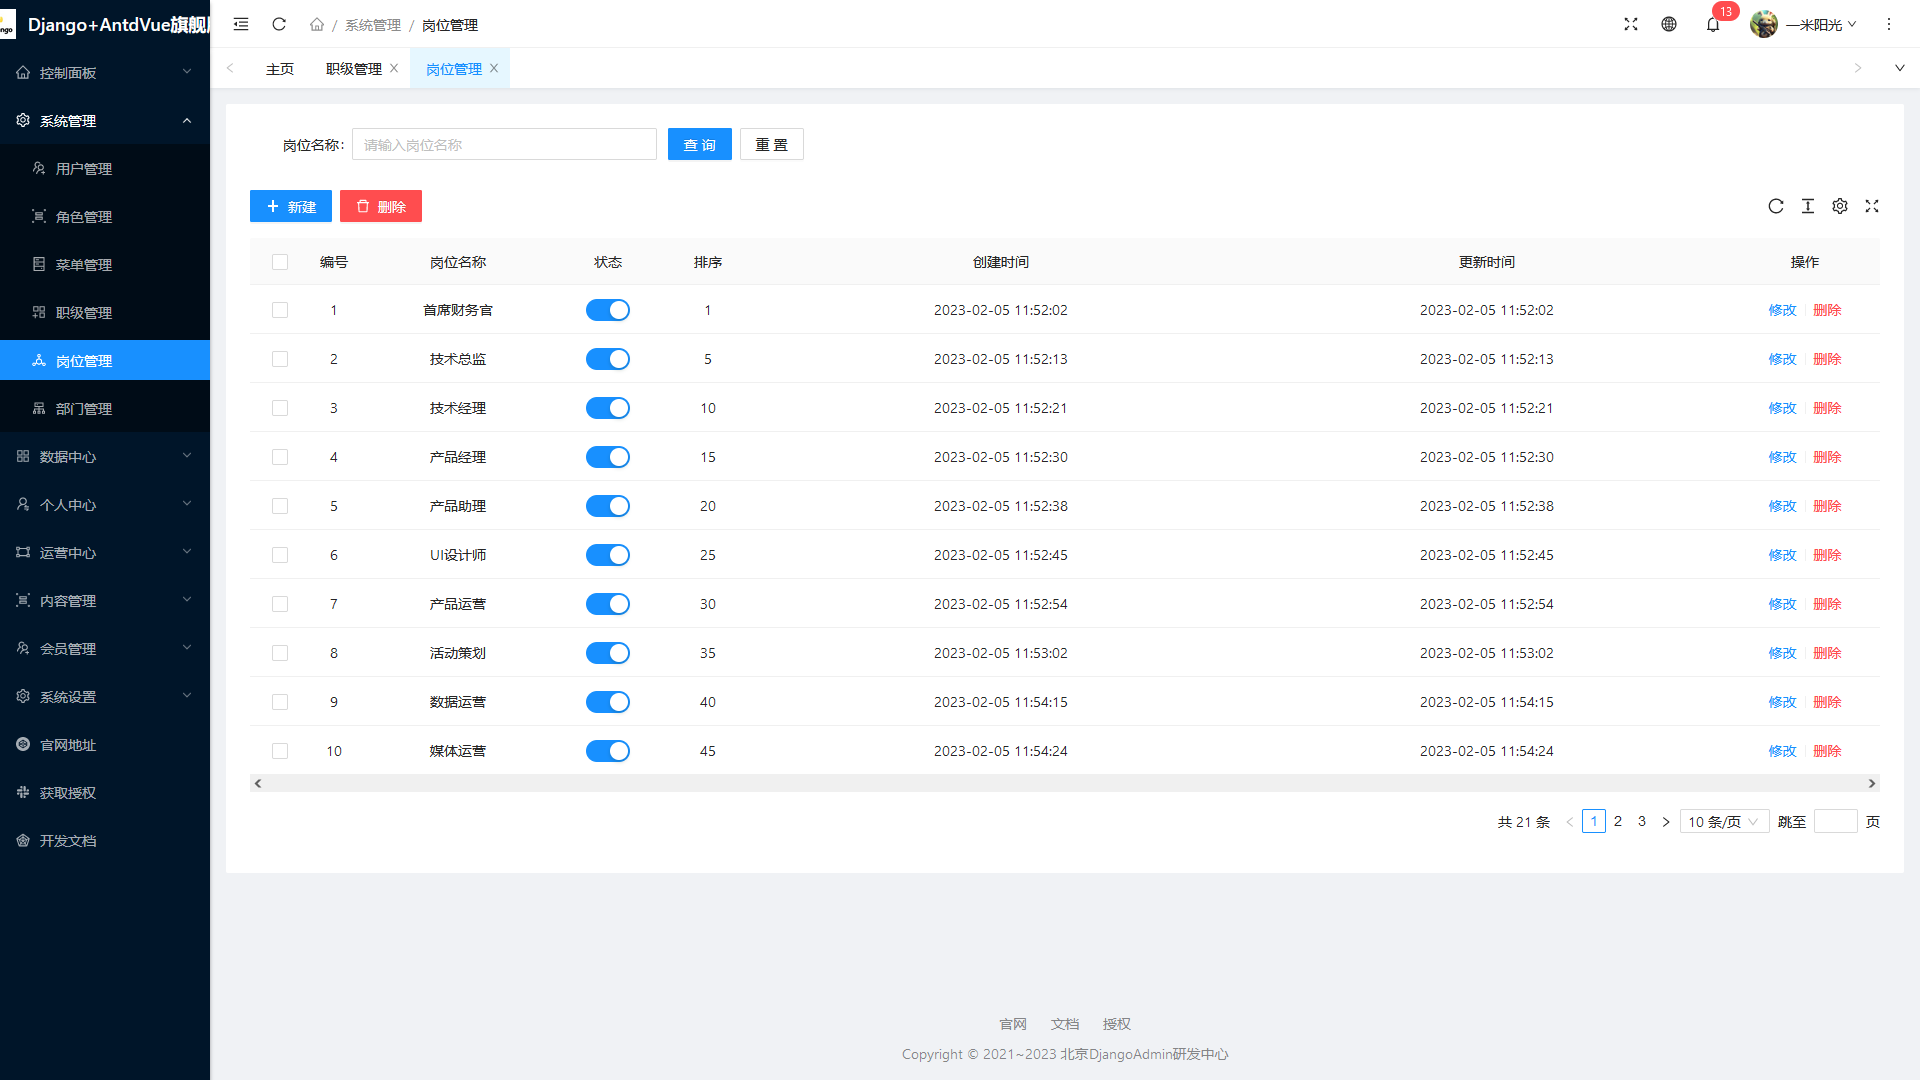 Django+AntdVue旗舰
控制面板
系统管理
用户管理
角色管理
菜单管理
职级管理
岗位管理
部门管理
数据中心
个人中心
运营中心
内容管理
会员管理
系统设置
官网地址
获取授权
开发文档
/ 系统管理 / 岗位管理
13
一米阳光
主页 职级管理 岗位管理
岗位名称: 请输入岗位名称 查 询 重 置
新建 删除
编号 岗位名称 状态 排序 创建时间 更新时间 操作
1 首席财务官 1 2023-02-05 11:52:02 2023-02-05 11:52:02 修改 删除
2 技术总监 5 2023-02-05 11:52:13 2023-02-05 11:52:13 修改 删除
3 技术经理 10 2023-02-05 11:52:21 2023-02-05 11:52:21 修改 删除
4 产品经理 15 2023-02-05 11:52:30 2023-02-05 11:52:30 修改 删除
5 产品助理 20 2023-02-05 11:52:38 2023-02-05 11:52:38 修改 删除
6 UI设计师 25 2023-02-05 11:52:45 2023-02-05 11:52:45 修改 删除
7 产品运营 30 2023-02-05 11:52:54 2023-02-05 11:52:54 修改 删除
8 活动策划 35 2023-02-05 11:53:02 2023-02-05 11:53:02 修改 删除
9 数据运营 40 2023-02-05 11:54:15 2023-02-05 11:54:15 修改 删除
10 媒体运营 45 2023-02-05 11:54:24 2023-02-05 11:54:24 修改 删除
共 21 条 1 2 3 10 条/页 跳至 页
官网 文档 授权
Copyright © 2021~2023 北京DjangoAdmin研发中心